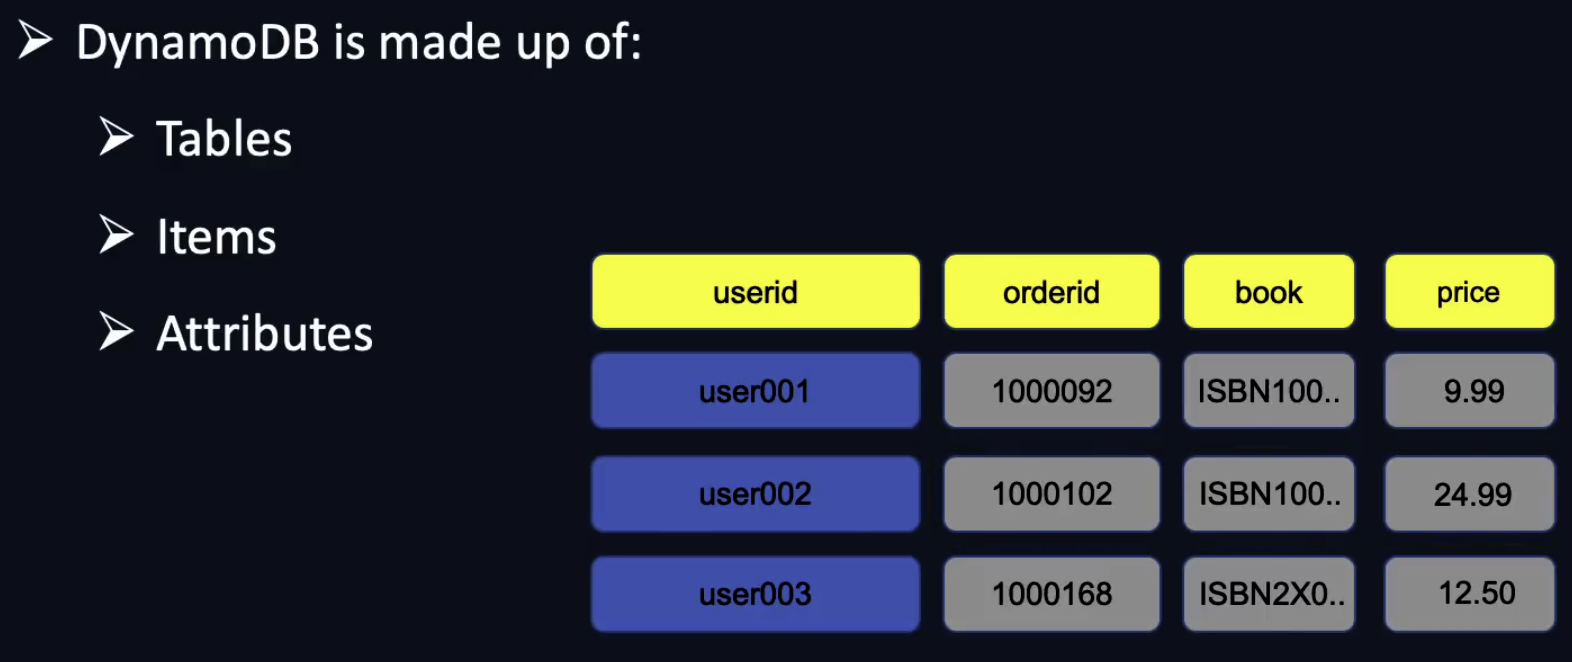 ➢ DynamoDB is made up of:
➢ Tables
➢ Items
➢ Attributes
userid orderid book price
user001 1000092 ISBN100.. 9.99
user002 1000102 ISBN100.. 24.99
user003 1000168 ISBN2X0.. 12.50